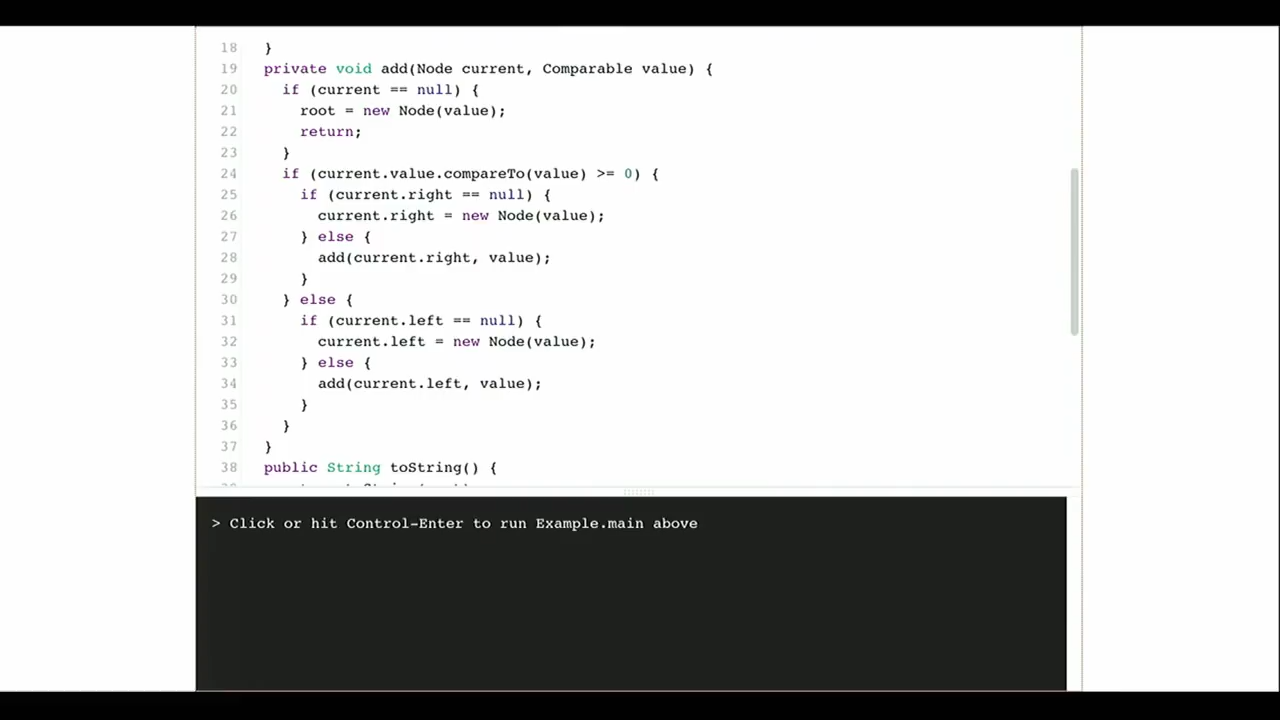 18 }
19 private void add(Node current, Comparable value) {
20 if (current == null) {
21 root = new Node(value);
22 return;
23 }
24 if (current.value.compareTo(value) >= 0) {
25 if (current.right == null) {
26 current.right = new Node(value);
27 } else {
28 add(current.right, value);
29 }
30 } else {
31 if (current.left == null) {
32 current.left = new Node(value);
33 } else {
34 add(current.left, value);
35 }
36 }
37 }
38 public String toString() {
> Click or hit Control-Enter to run Example.main above